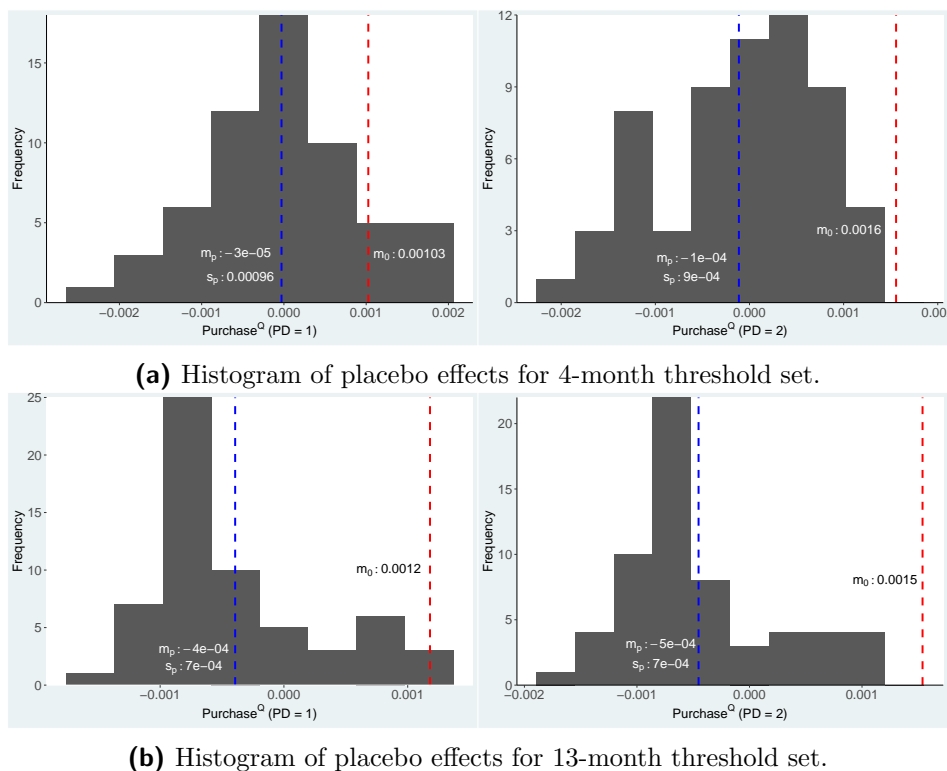 Frequency
15
10
5
0
m_p : −3e−05
s_p : 0.00096
m_0 : 0.00103
−0.002 −0.001 0.000 0.001 0.002
Purchase^Q (PD = 1)
Frequency
12
9
6
3
0
m_0 : 0.0016
m_p : −1e−04
s_p : 9e−04
−0.002 −0.001 0.000 0.001
Purchase^Q (PD = 2)
(a) Histogram of placebo effects for 4-month threshold set.
Frequency
25
20
15
10
5
0
m_0 : 0.0012
m_p : −4e−04
s_p : 7e−04
−0.001 0.000 0.001
Purchase^Q (PD = 1)
Frequency
20
15
10
5
0
m_0 : 0.0015
m_p : −5e−04
s_p : 7e−04
−0.002 −0.001 0.000 0.001
Purchase^Q (PD = 2)
(b) Histogram of placebo effects for 13-month threshold set.